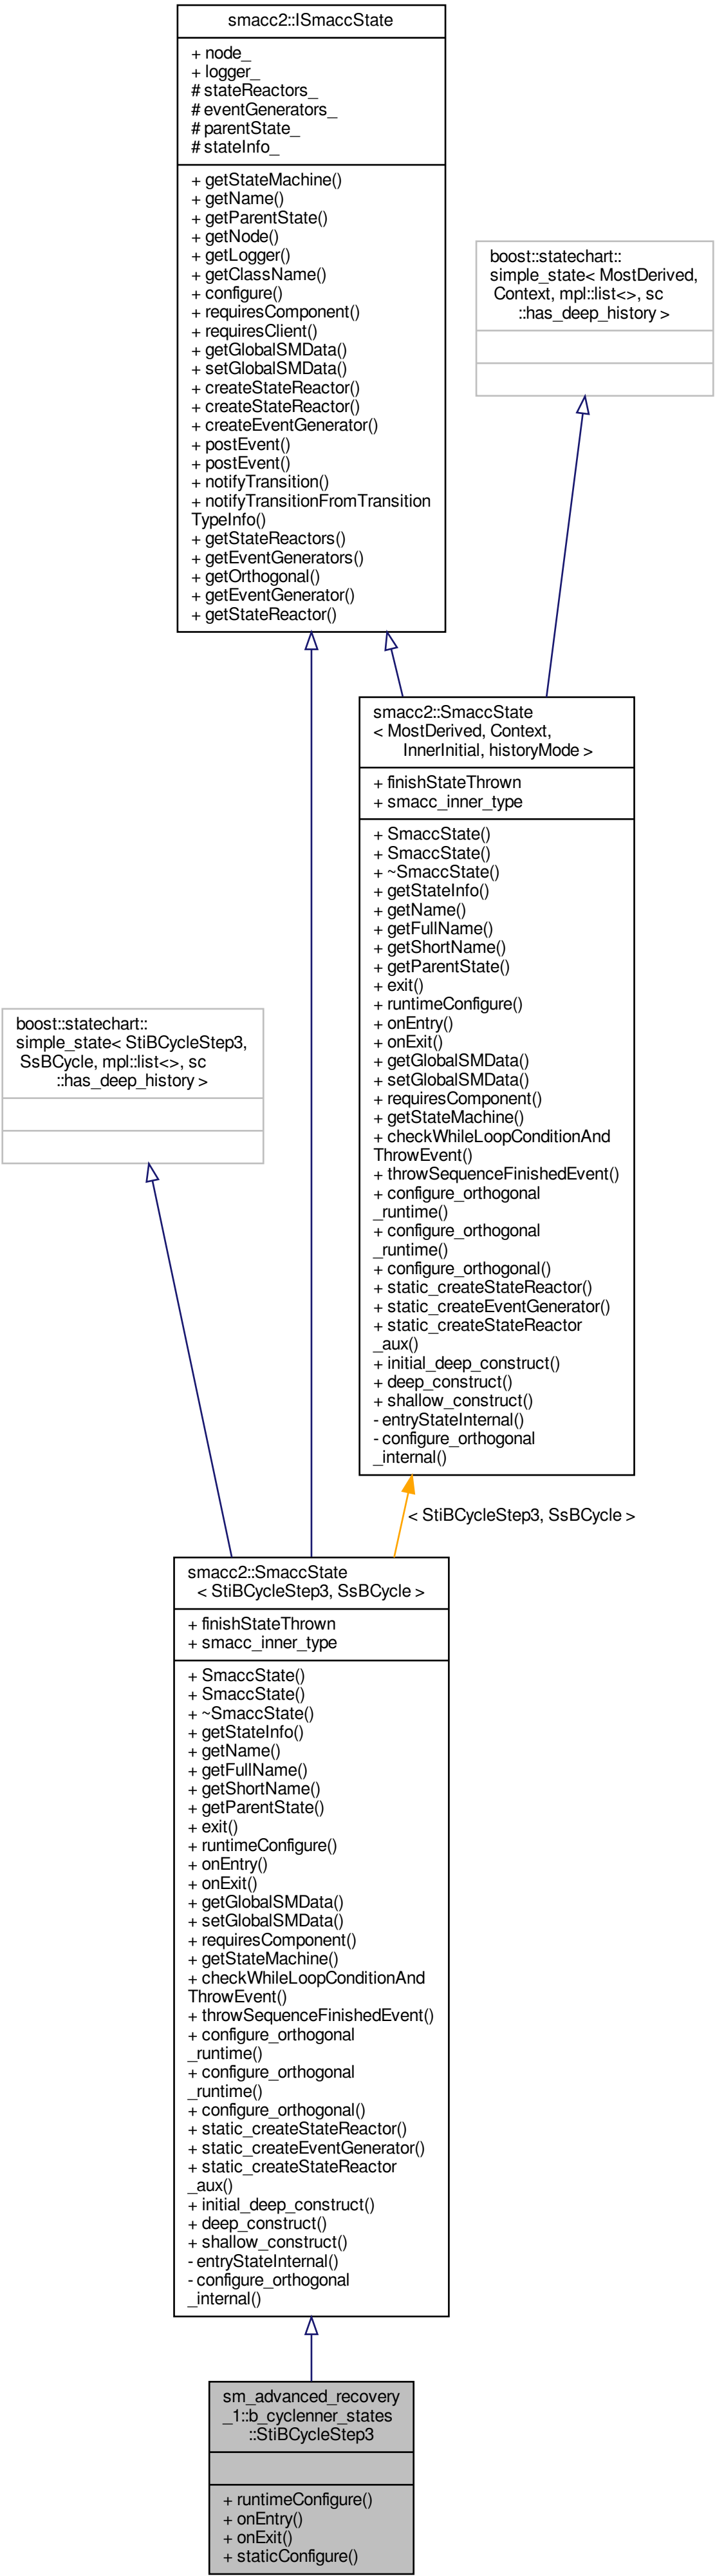 smacc2::ISmaccState
+ node_
+ logger_
# stateReactors_
# eventGenerators_
# parentState_
# stateInfo_
+ getStateMachine()
+ getName()
+ getParentState()
+ getNode()
+ getLogger()
+ getClassName()
+ configure()
+ requiresComponent()
+ requiresClient()
+ getGlobalSMData()
+ setGlobalSMData()
+ createStateReactor()
+ createStateReactor()
+ createEventGenerator()
+ postEvent()
+ postEvent()
+ notifyTransition()
+ notifyTransitionFromTransition
TypeInfo()
+ getStateReactors()
+ getEventGenerators()
+ getOrthogonal()
+ getEventGenerator()
+ getStateReactor()
boost::statechart::
simple_state< MostDerived,
Context, mpl::list<>, sc
::has_deep_history >
smacc2::SmaccState
< MostDerived, Context,
InnerInitial, historyMode >
+ finishStateThrown
+ smacc_inner_type
+ SmaccState()
+ SmaccState()
+ ~SmaccState()
+ getStateInfo()
+ getName()
+ getFullName()
+ getShortName()
+ getParentState()
+ exit()
+ runtimeConfigure()
+ onEntry()
+ onExit()
+ getGlobalSMData()
+ setGlobalSMData()
+ requiresComponent()
+ getStateMachine()
+ checkWhileLoopConditionAnd
ThrowEvent()
+ throwSequenceFinishedEvent()
+ configure_orthogonal
_runtime()
+ configure_orthogonal
_runtime()
+ configure_orthogonal()
+ static_createStateReactor()
+ static_createEventGenerator()
+ static_createStateReactor
_aux()
+ initial_deep_construct()
+ deep_construct()
+ shallow_construct()
- entryStateInternal()
- configure_orthogonal
_internal()
boost::statechart::
simple_state< StiBCycleStep3,
SsBCycle, mpl::list<>, sc
::has_deep_history >
< StiBCycleStep3, SsBCycle >
smacc2::SmaccState
< StiBCycleStep3, SsBCycle >
+ finishStateThrown
+ smacc_inner_type
+ SmaccState()
+ SmaccState()
+ ~SmaccState()
+ getStateInfo()
+ getName()
+ getFullName()
+ getShortName()
+ getParentState()
+ exit()
+ runtimeConfigure()
+ onEntry()
+ onExit()
+ getGlobalSMData()
+ setGlobalSMData()
+ requiresComponent()
+ getStateMachine()
+ checkWhileLoopConditionAnd
ThrowEvent()
+ throwSequenceFinishedEvent()
+ configure_orthogonal
_runtime()
+ configure_orthogonal
_runtime()
+ configure_orthogonal()
+ static_createStateReactor()
+ static_createEventGenerator()
+ static_createStateReactor
_aux()
+ initial_deep_construct()
+ deep_construct()
+ shallow_construct()
- entryStateInternal()
- configure_orthogonal
_internal()
sm_advanced_recovery
_1::b_cyclenner_states
::StiBCycleStep3
+ runtimeConfigure()
+ onEntry()
+ onExit()
+ staticConfigure()